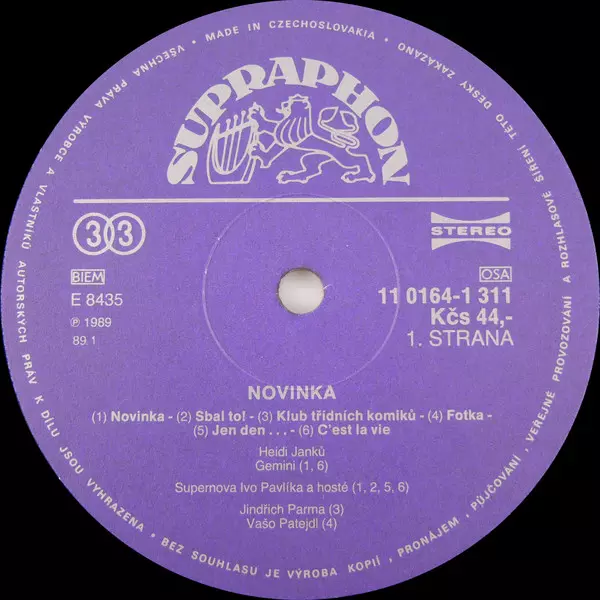 VŠECHNA PRÁVA VÝROBCE A VLASTNÍKŮ AUTORSKÝCH PRÁV K DÍLU JSOU VYHRAZENA • BEZ SOUHLASU JE VÝROBA KOPIÍ, PRONÁJEM, PŮJČOVÁNÍ, VEŘEJNÉ PROVOZOVÁNÍ A ROZHLASOVÉ ŠÍŘENÍ TÉTO DESKY ZAKÁZÁNO • MADE IN CZECHOSLOVAKIA •
SUPRAPHON
33
STEREO
BIEM
OSA
E 8435
11 0164-1 311
Kčs 44,-
℗ 1989
89.1
1. STRANA
NOVINKA
(1) Novinka - (2) Sbal to! - (3) Klub třídních komiků - (4) Fotka -
(5) Jen den . . . - (6) C'est la vie
Heidi Janků
Gemini (1, 6)
Supernova Ivo Pavlíka a hosté (1, 2, 5, 6)
Jindřich Parma (3)
Vašo Patejdl (4)